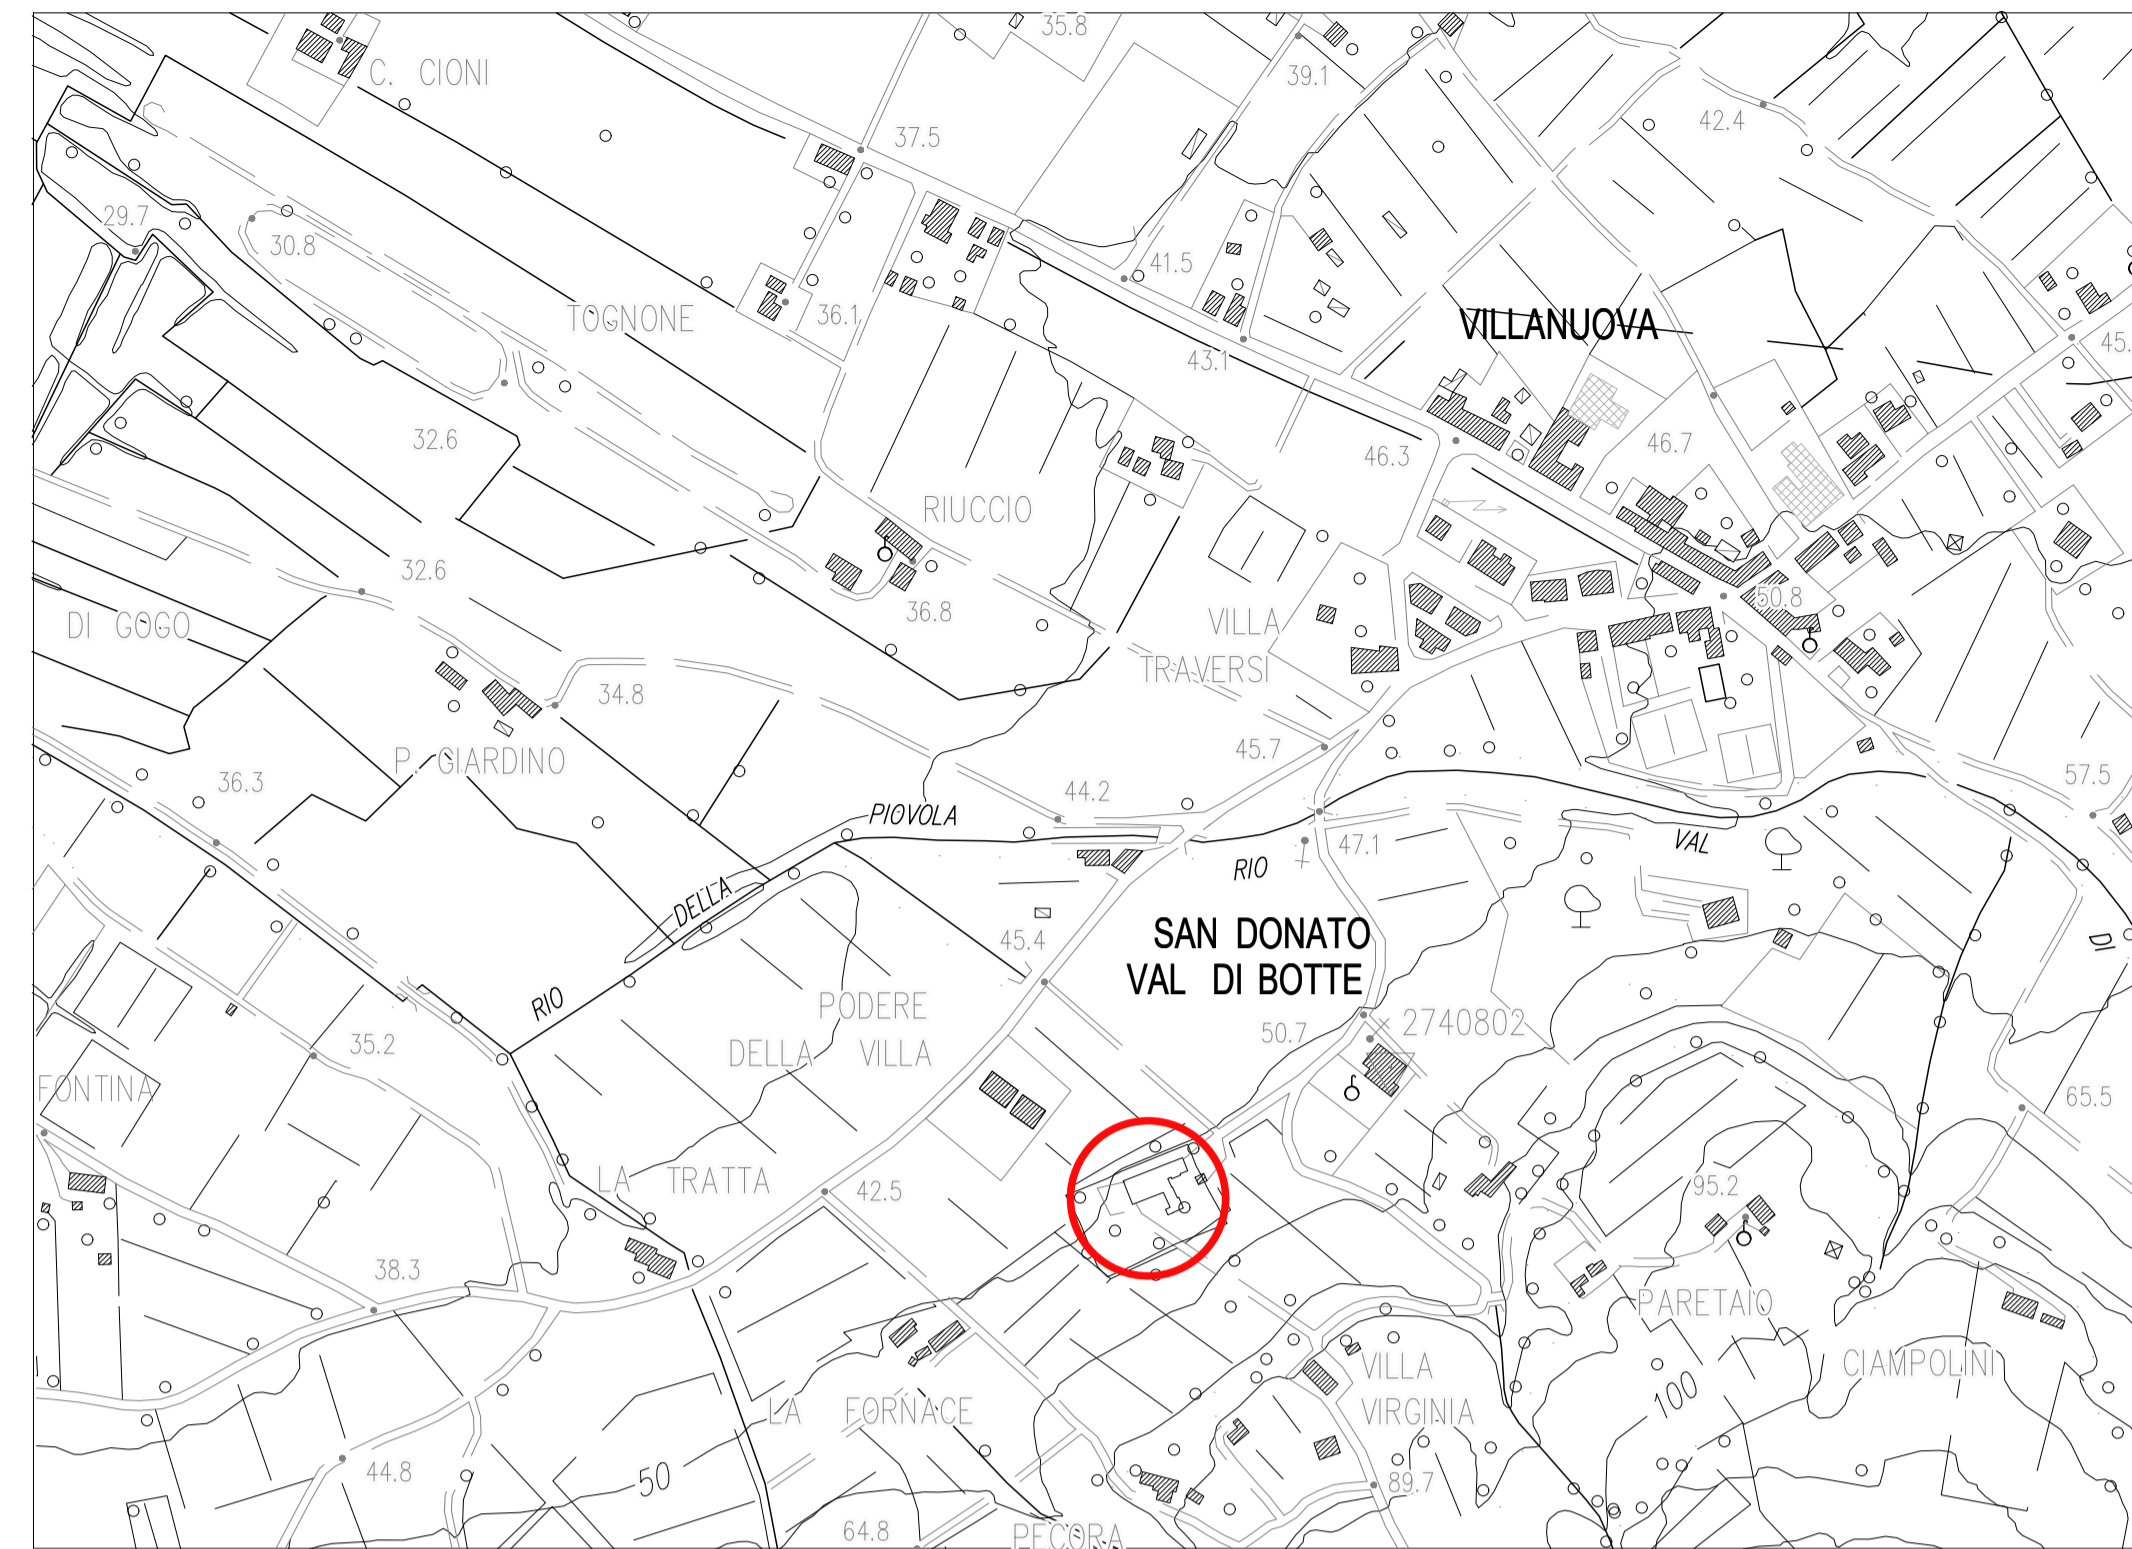 35.8
C. CIONI
39.1
42.4
37.5
29.7
30.8
41.5
TOGNONE
36.1
VILLANUOVA
43.1
45.
32.6
46.3
46.7
RIUCCIO
32.6
50.8
36.8
DI GOGO
VILLA
TRAVERSI
34.8
45.7
P. GIARDINO
36.3
57.5
44.2
PIOVOLA
47.1
VAL
RIO
DELLA
SAN DONATO
VAL DI BOTTE
45.4
DI
RIO
PODERE
DELLA VILLA
50.7
2740802
35.2
FONTINA
65.5
LA TRATTA
42.5
95.2
38.3
PARETAIO
VILLA
VIRGINIA
CIAMPOLINI
100
LA FORNACE
44.8
50
89.7
64.8
PECORA